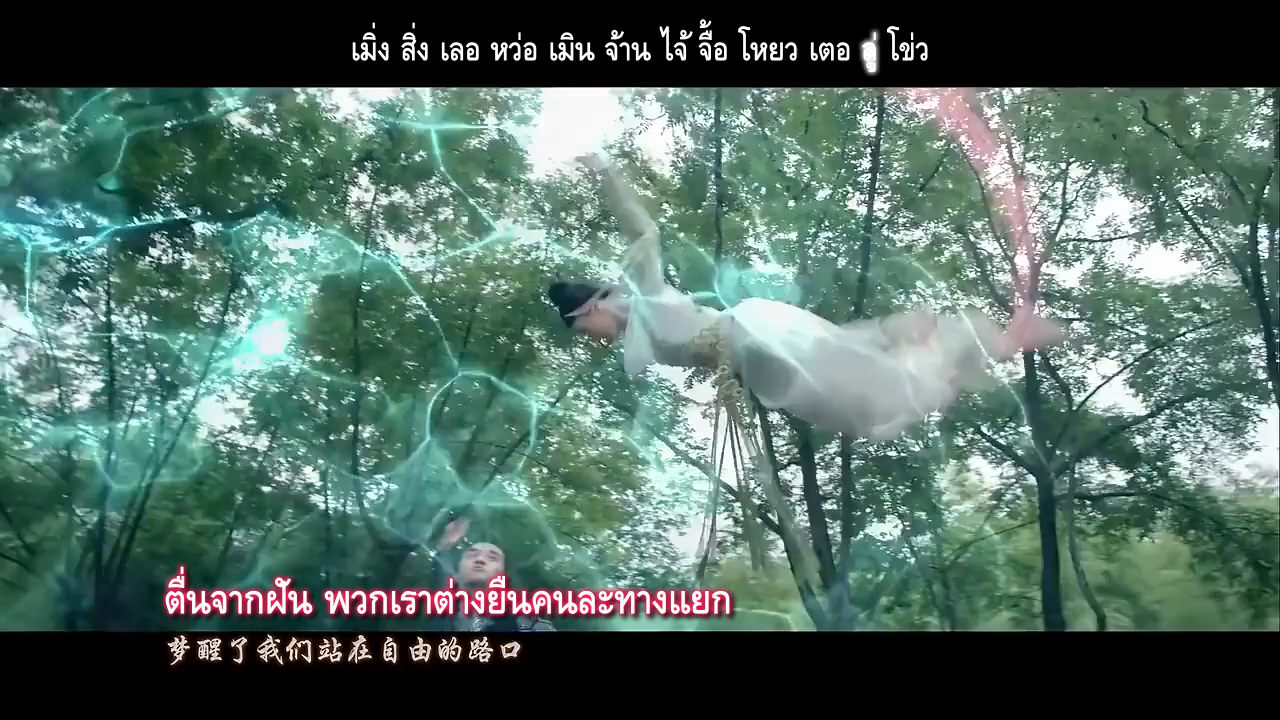 เมิ่ง สิ่ง เลอ หว่อ เมิน จ้าน ไจ้ จื้อ โหยว เตอ ลู่ โข่ว
ตื่นจากฝัน พวกเราต่างยืนคนละทางแยก
梦醒了我们站在自由的路口